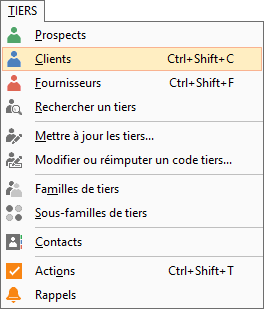 TIERS
Prospects
Clients Ctrl+Shift+C
Fournisseurs Ctrl+Shift+F
Rechercher un tiers
Mettre à jour les tiers...
Modifier ou réimputer un code tiers...
Familles de tiers
Sous-familles de tiers
Contacts
Actions Ctrl+Shift+T
Rappels